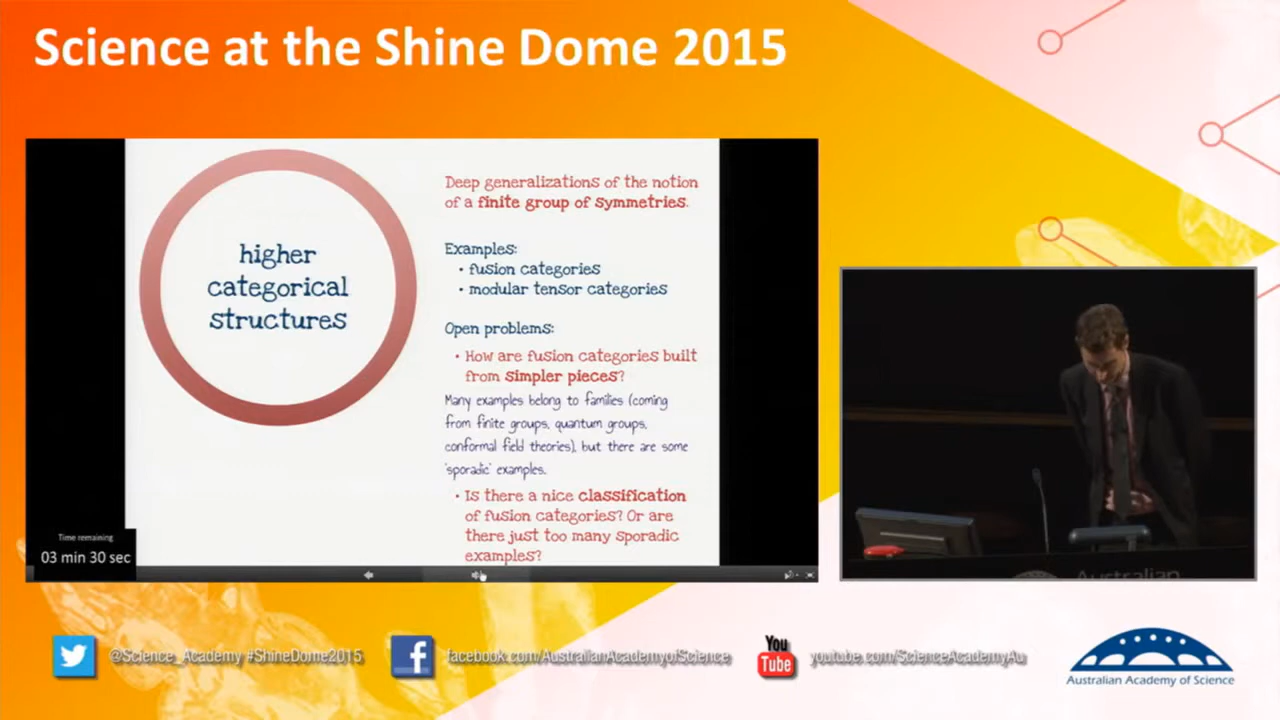 Science at the Shine Dome 2015
higher
categorical
structures
Deep generalizations of the notion
of a finite group of symmetries.
Examples:
• fusion categories
• modular tensor categories
Open problems:
• How are fusion categories built
from simpler pieces?
Many examples belong to families (coming
from finite groups, quantum groups,
conformal field theories), but there are some
'sporadic' examples.
• Is there a nice classification
of fusion categories? Or are
there just too many sporadic
examples?
Time remaining
03 min 30 sec
Australian
@Science_Academy #ShineDome2015
facebook.com/AustralianAcademyofScience
You
Tube
youtube.com/ScienceAcademyAu
Australian Academy of Science